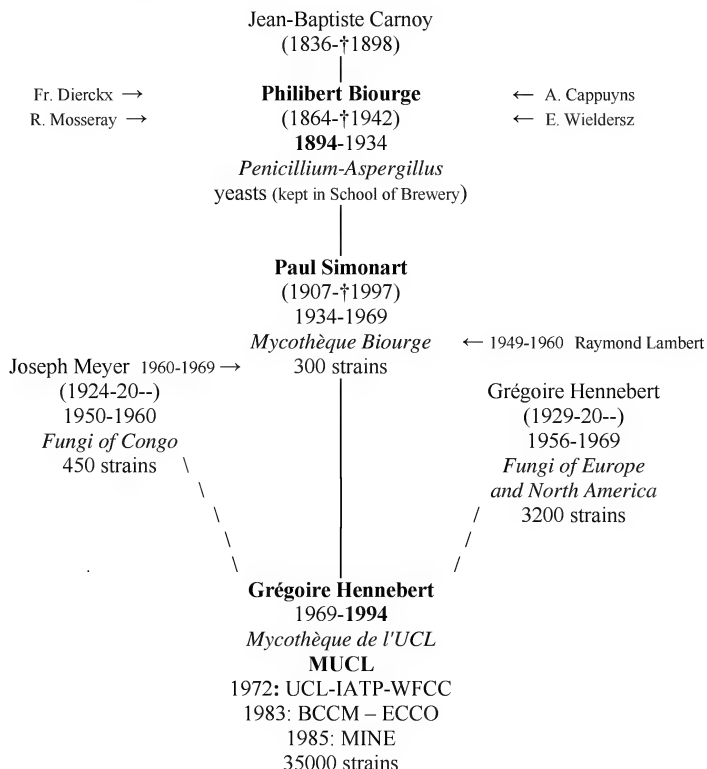 Jean-Baptiste Carnoy
(1836-†1898)
Fr. Dierckx → Philibert Biourge ← A. Cappuyns
R. Mosseray → (1864-†1942) ← E. Wieldersz
1894-1934
Penicillium-Aspergillus
yeasts (kept in School of Brewery)
Paul Simonart
(1907-†1997)
1934-1969
Mycothèque Biourge ← 1949-1960 Raymond Lambert
Joseph Meyer 1960-1969 → 300 strains
(1924-20--)
1950-1960
Fungi of Congo
450 strains
Grégoire Hennebert
(1929-20--)
1956-1969
Fungi of Europe
and North America
3200 strains
Grégoire Hennebert
1969-1994
Mycothèque de l'UCL
MUCL
1972: UCL-IATP-WFCC
1983: BCCM – ECCO
1985: MINE
35000 strains